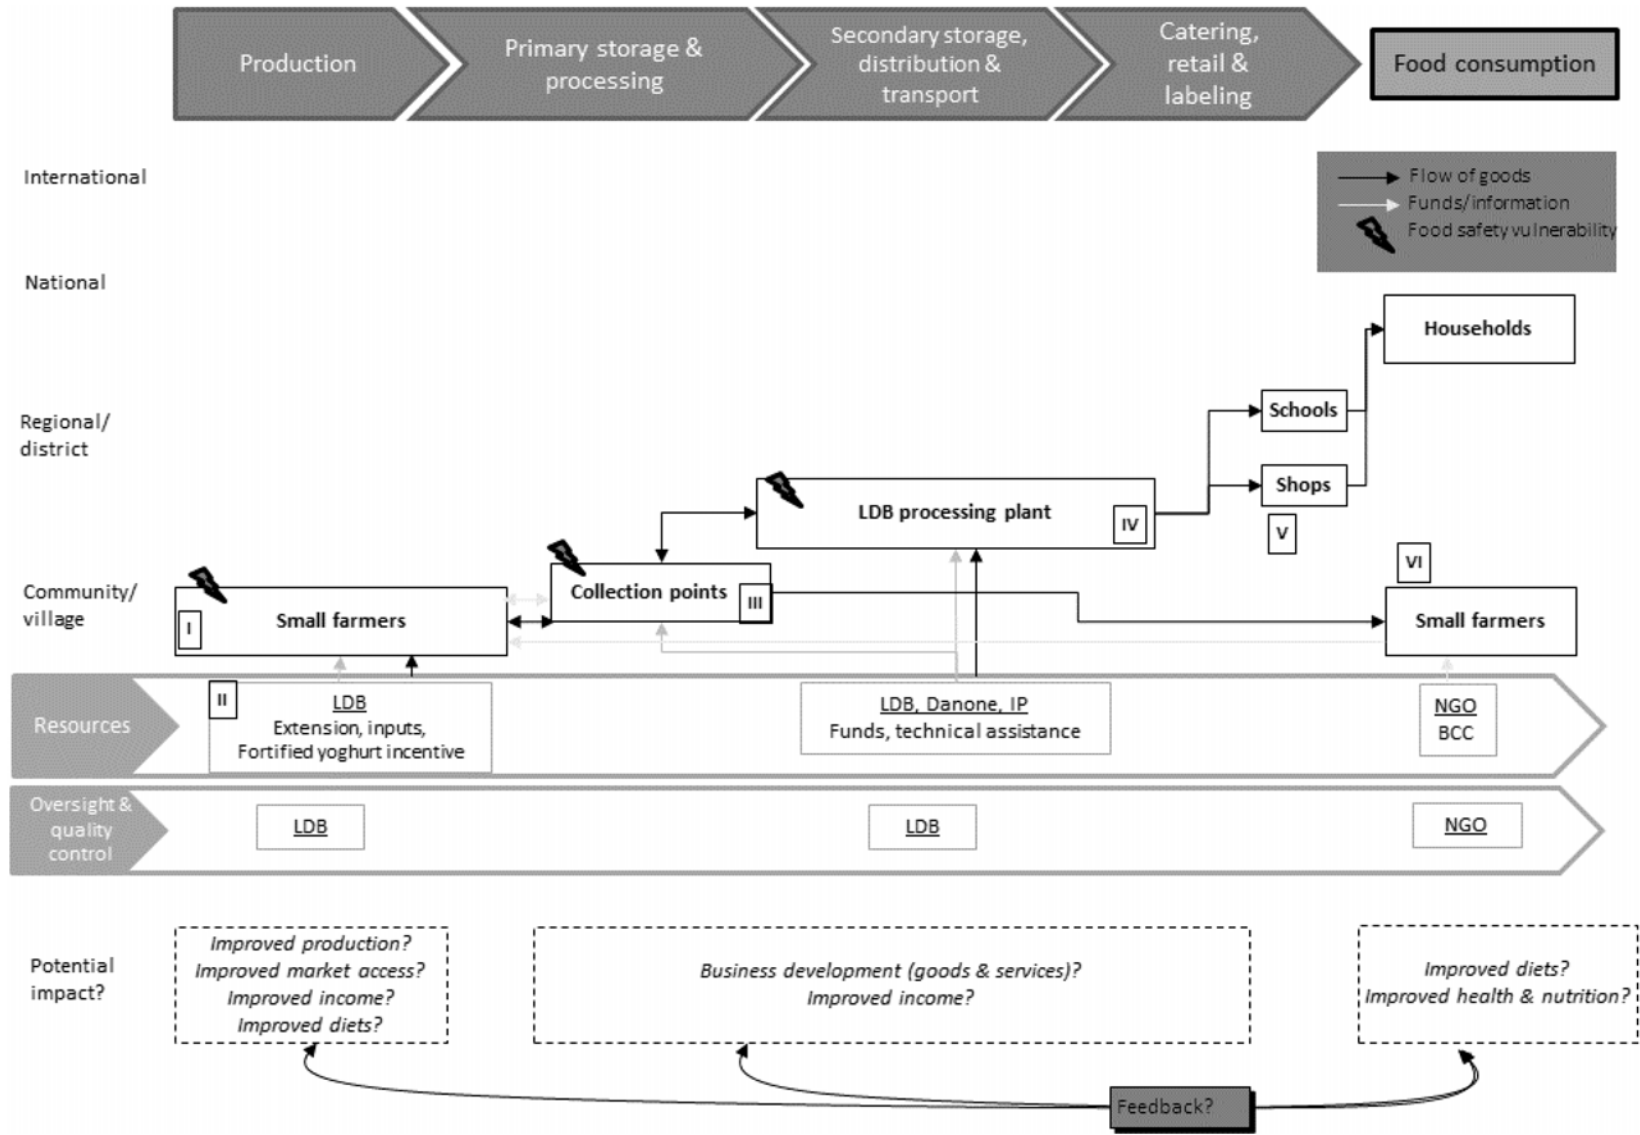 Production
Primary storage &
processing
Secondary storage,
distribution &
transport
Catering,
retail &
labeling
Food consumption
International
Flow of goods
Funds/information
Food safety vulnerability
National
Households
Regional/
district
Schools
Shops
V
LDB processing plant
IV
Community/
village
I
Small farmers
Collection points
III
VI
Small farmers
Resources
II
LDB
Extension, inputs,
Fortified yoghurt incentive
LDB, Danone, IP
Funds, technical assistance
NGO
BCC
Oversight &
quality
control
LDB
LDB
NGO
Potential
impact?
Improved production?
Improved market access?
Improved income?
Improved diets?
Business development (goods & services)?
Improved income?
Improved diets?
Improved health & nutrition?
Feedback?